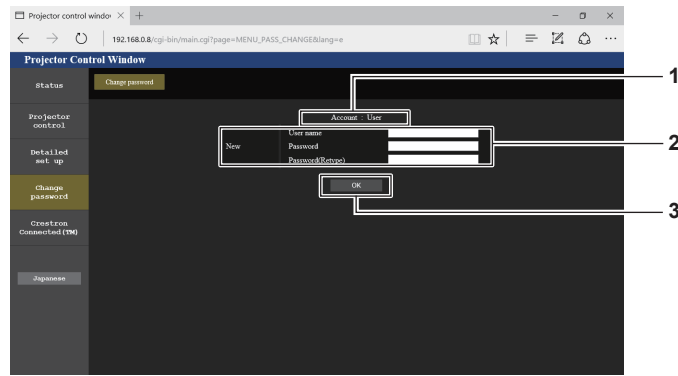 Projector control window
192.168.0.8/cgi-bin/main.cgi?page=MENU_PASS_CHANGE&lang=e
Projector Control Window
Status
Change password
Projector
control
Detailed
set up
Change
password
Crestron
Connected(TM)
Japanese
Account : User
New
User name
Password
Password(Retype)
OK
1
2
3